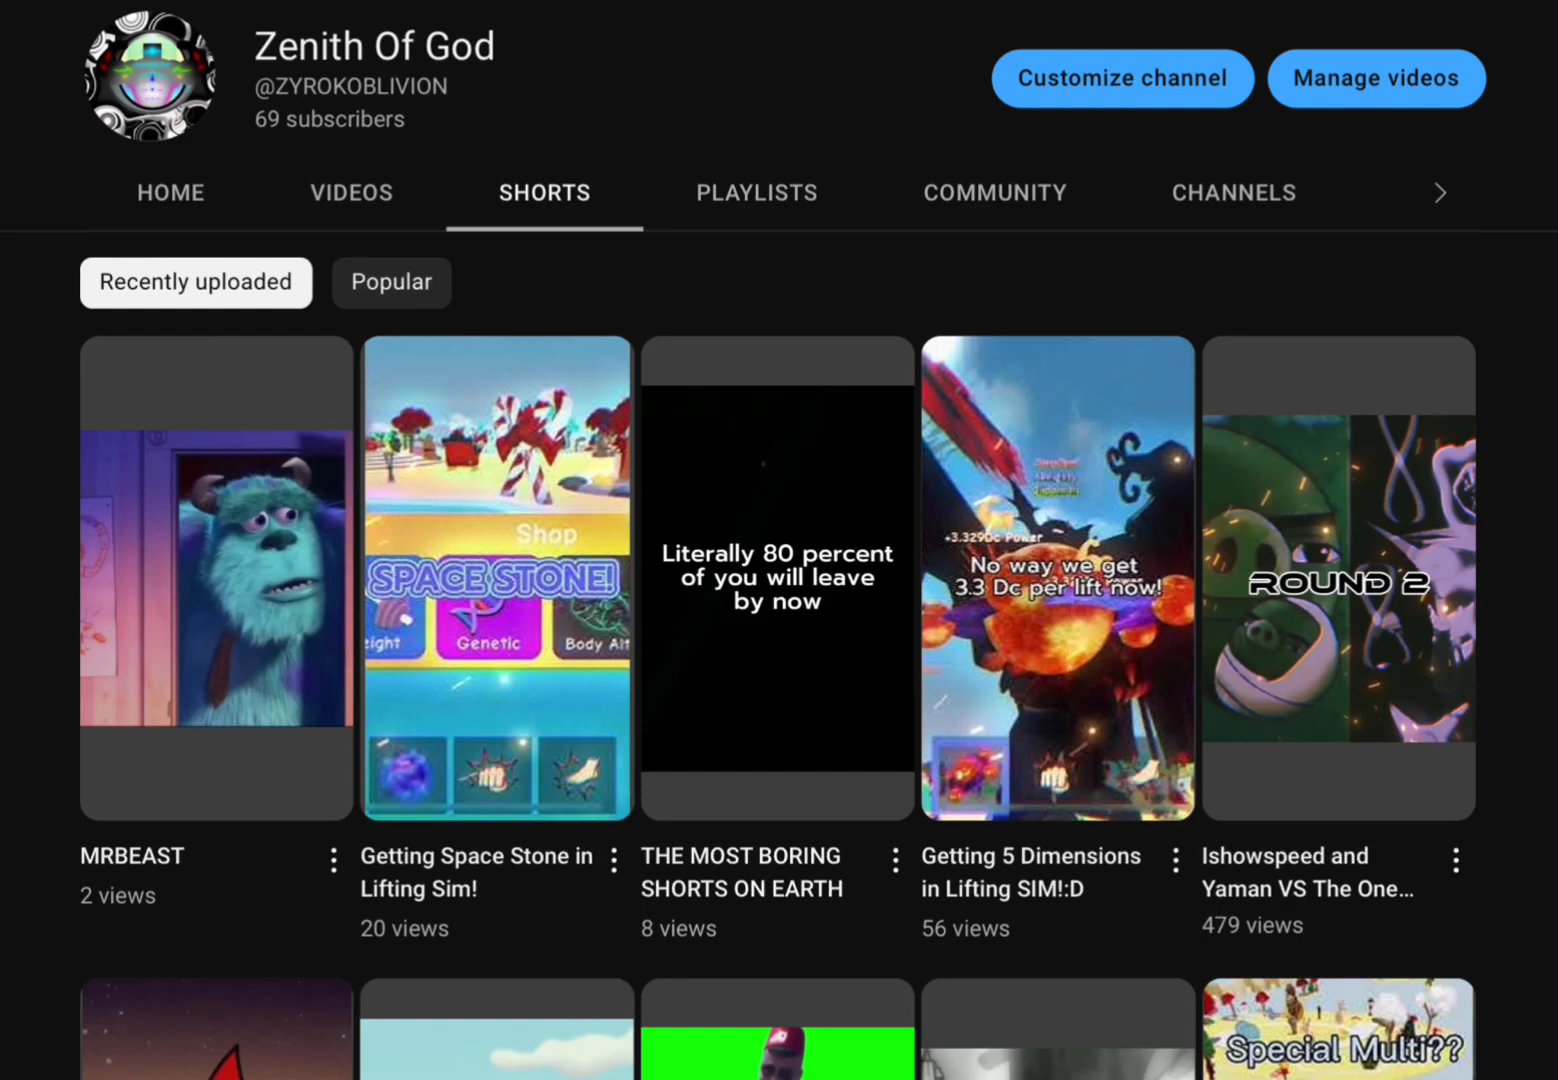 Zenith Of God
@ZYROKOBLIVION
69 subscribers
Customize channel
Manage videos
HOME
VIDEOS
SHORTS
PLAYLISTS
COMMUNITY
CHANNELS
Recently uploaded
Popular
Shop
SPACE STONE!
eight
Genetic
Body Alt
Literally 80 percent
of you will leave
by now
No way we get
3.3 Dc per lift now!
ROUND 2
MRBEAST
2 views
Getting Space Stone in
Lifting Sim!
20 views
THE MOST BORING
SHORTS ON EARTH
8 views
Getting 5 Dimensions
in Lifting SIM!:D
56 views
Ishowspeed and
Yaman VS The One...
479 views
Special Multi??